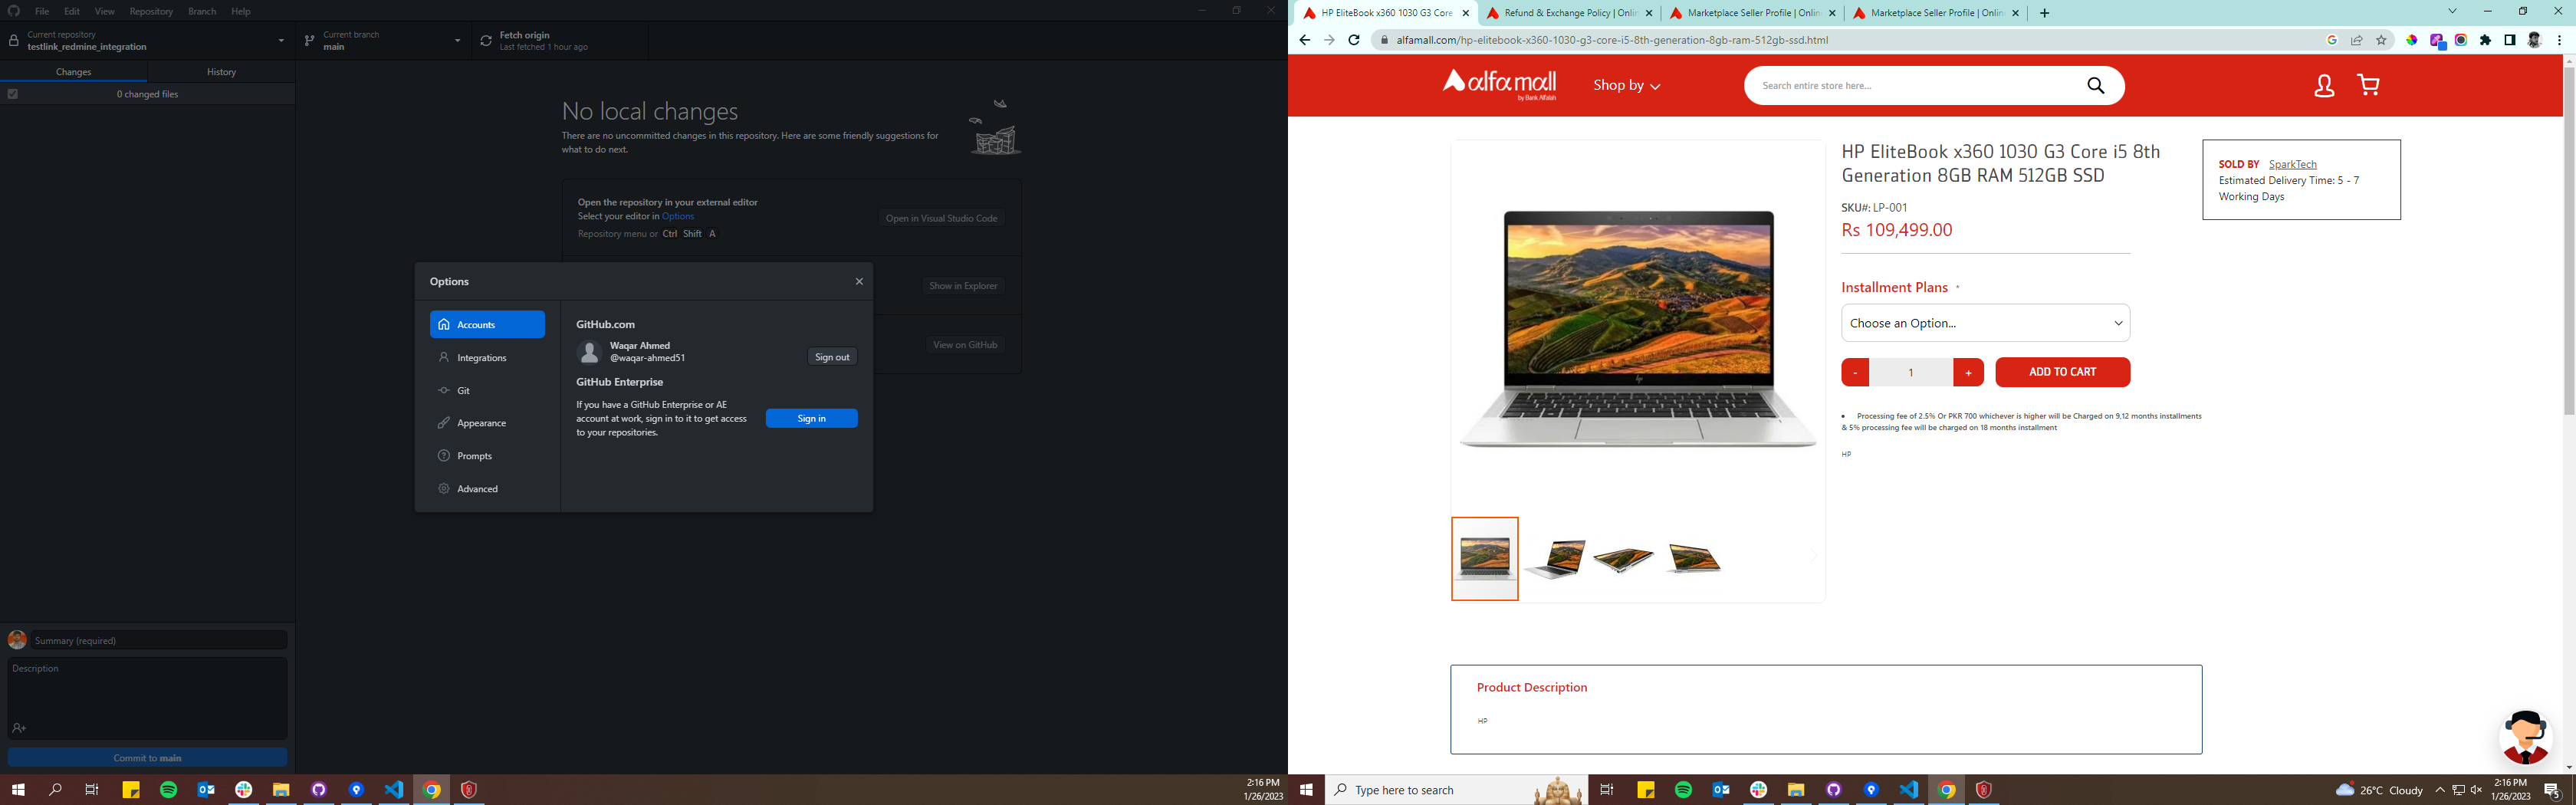 File Edit View Repository Branch Help
Current repository
testlink_redmine_integration
Current branch
main
Fetch origin
Last fetched 1 hour ago
Changes
History
0 changed files
No local changes
There are no uncommitted changes in this repository. Here are some friendly suggestions for
what to do next.
Open the repository in your external editor
Select your editor in Options
Repository menu or Ctrl Shift A
Open in Visual Studio Code
Show in Explorer
View on GitHub
Options
Accounts
Integrations
Git
Appearance
Prompts
Advanced
GitHub.com
Waqar Ahmed
@waqar-ahmed51
Sign out
GitHub Enterprise
If you have a GitHub Enterprise or AE
account at work, sign in to it to get access
to your repositories.
Sign in
Summary (required)
Description
Commit to main
2:16 PM
1/26/2023
HP EliteBook x360 1030 G3 Core
Refund & Exchange Policy | Onlin
Marketplace Seller Profile | Onlin
Marketplace Seller Profile | Onlin
alfamall.com/hp-elitebook-x360-1030-g3-core-i5-8th-generation-8gb-ram-512gb-ssd.html
alfa mall
by Bank Alfalah
Shop by
Search entire store here...
HP EliteBook x360 1030 G3 Core i5 8th
Generation 8GB RAM 512GB SSD
SKU#: LP-001
Rs 109,499.00
Installment Plans *
Choose an Option...
- 1 +
ADD TO CART
• Processing fee of 2.5% Or PKR 700 whichever is higher will be Charged on 9,12 months installments
& 5% processing fee will be charged on 18 months installment
HP
SOLD BY SparkTech
Estimated Delivery Time: 5 - 7
Working Days
Product Description
HP
Type here to search
26°C Cloudy
2:16 PM
1/26/2023
5